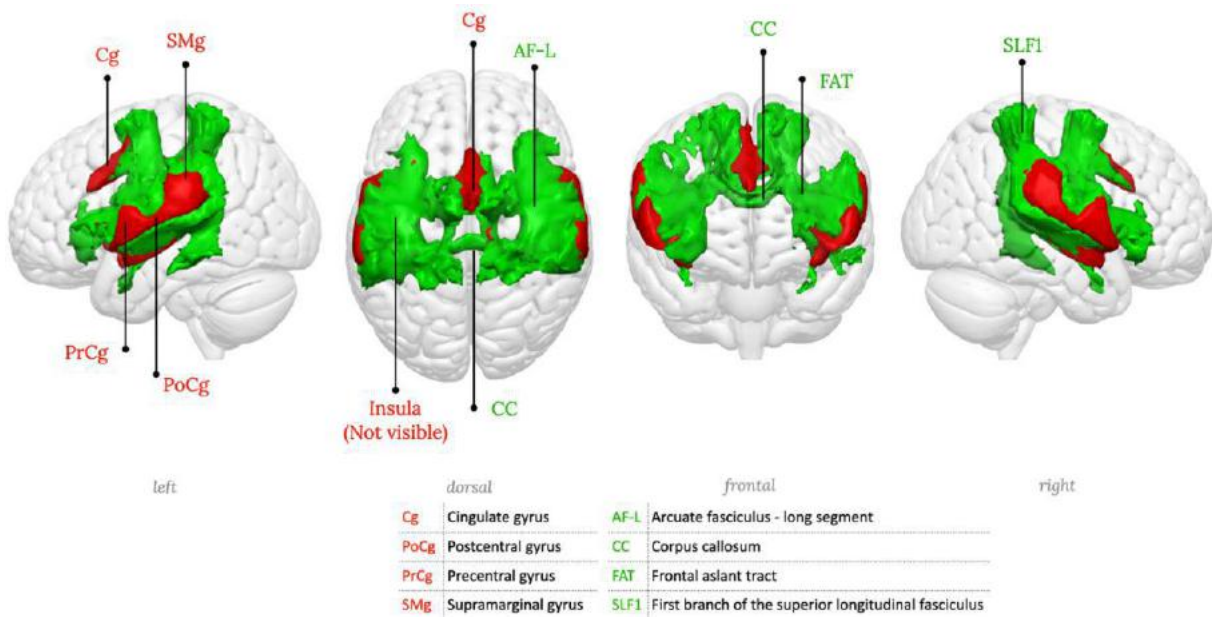 Cg
SMg
PrCg
PoCg
Cg
AF-L
Insula
(Not visible)
CC
CC
FAT
SLF1
left
dorsal
frontal
right
Cg Cingulate gyrus
PoCg Postcentral gyrus
PrCg Precentral gyrus
SMg Supramarginal gyrus
AF-L Arcuate fasciculus - long segment
CC Corpus callosum
FAT Frontal aslant tract
SLF1 First branch of the superior longitudinal fasciculus